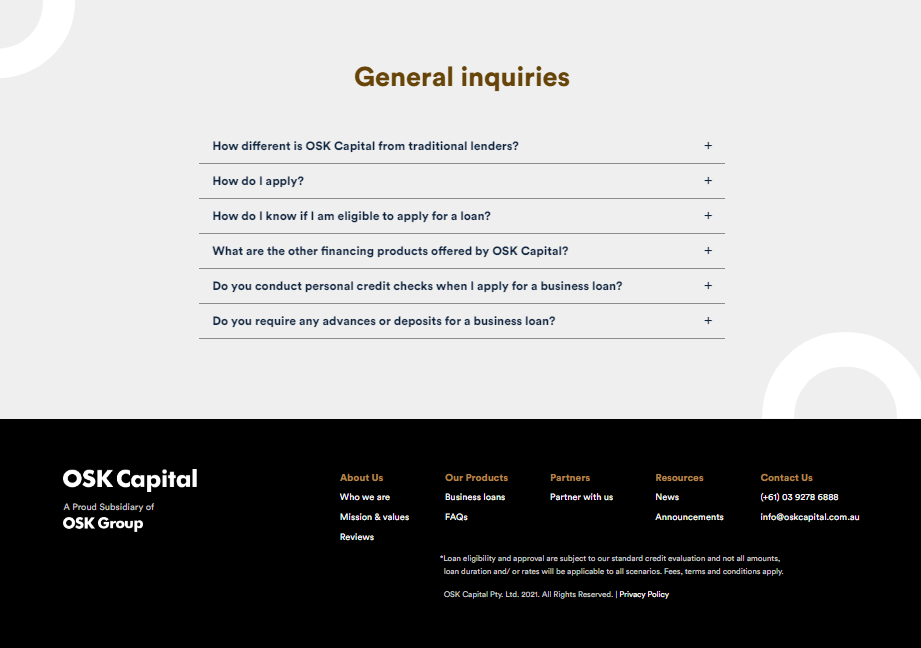 General inquiries
How different is OSK Capital from traditional lenders? +
How do I apply? +
How do I know if I am eligible to apply for a loan? +
What are the other financing products offered by OSK Capital? +
Do you conduct personal credit checks when I apply for a business loan? +
Do you require any advances or deposits for a business loan? +
OSK Capital
A Proud Subsidiary of
OSK Group
About Us
Who we are
Mission & values
Reviews
Our Products
Business loans
FAQs
Partners
Partner with us
Resources
News
Announcements
Contact Us
(+61) 03 9278 6888
info@oskcapital.com.au
*Loan eligibility and approval are subject to our standard credit evaluation and not all amounts,
loan duration and/ or rates will be applicable to all scenarios. Fees, terms and conditions apply.
OSK Capital Pty. Ltd. 2021. All Rights Reserved. | Privacy Policy